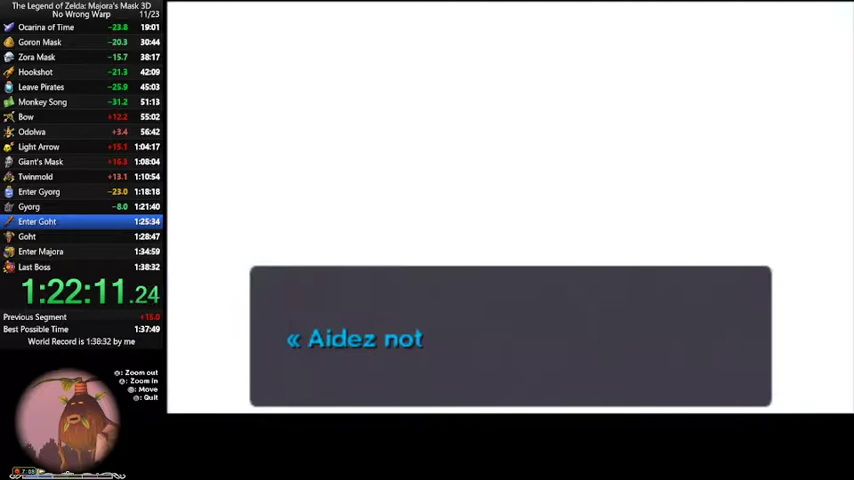 The Legend of Zelda: Majora's Mask 3D
No Wrong Warp 11/23
Ocarina of Time -23.8 19:01
Goron Mask -20.3 30:44
Zora Mask -15.7 38:17
Hookshot -21.3 42:09
Leave Pirates -25.9 45:03
Monkey Song -31.2 51:13
Bow +12.2 55:02
Odolwa +3.4 56:42
Light Arrow +15.1 1:04:17
Giant's Mask +16.3 1:08:04
Twinmold +13.1 1:10:54
Enter Gyorg -23.0 1:18:18
Gyorg -8.0 1:21:40
Enter Goht 1:25:34
Goht 1:28:47
Enter Majora 1:34:59
Last Boss 1:38:32
1:22:11.24
Previous Segment +15.0
Best Possible Time 1:37:49
World Record is 1:38:32 by me
: Zoom out
: Zoom in
: Move
: Quit
« Aidez not